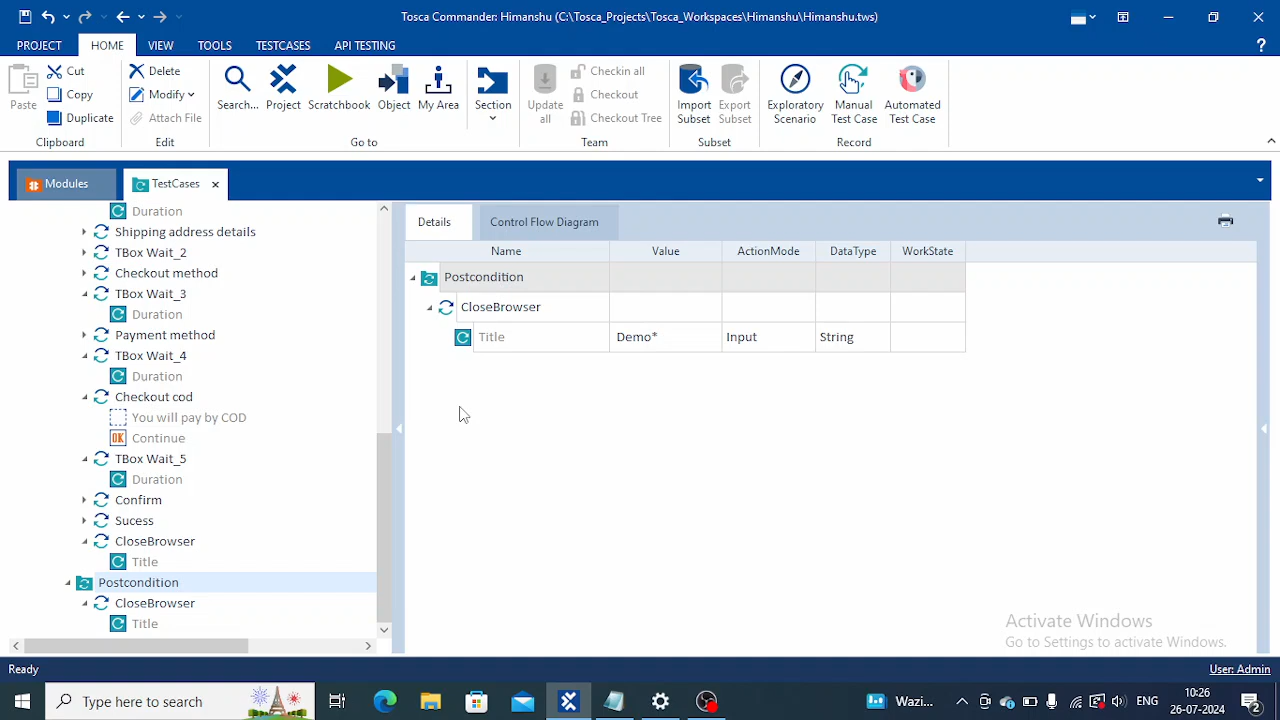 Tosca Commander: Himanshu (C:\Tosca_Projects\Tosca_Workspaces\Himanshu\Himanshu.tws)
PROJECT HOME VIEW TOOLS TESTCASES API TESTING ?
Paste
Cut
Copy
Duplicate
Clipboard
Delete
Modify
Attach File
Edit
Search... Project Scratchbook Object My Area
Go to
Section
Update all
Checkin all
Checkout
Checkout Tree
Team
Import Subset
Export Subset
Subset
Exploratory Scenario
Manual Test Case
Automated Test Case
Record
Modules
TestCases
Duration
Shipping address details
TBox Wait_2
Checkout method
TBox Wait_3
Duration
Payment method
TBox Wait_4
Duration
Checkout cod
You will pay by COD
OK Continue
TBox Wait_5
Duration
Confirm
Sucess
CloseBrowser
Title
Postcondition
CloseBrowser
Title
Details Control Flow Diagram
Name Value ActionMode DataType WorkState
Postcondition
CloseBrowser
Title Demo* Input String
Activate Windows
Go to Settings to activate Windows.
Ready User: Admin
Type here to search
Wazi...
ENG
10:26
26-07-2024
2